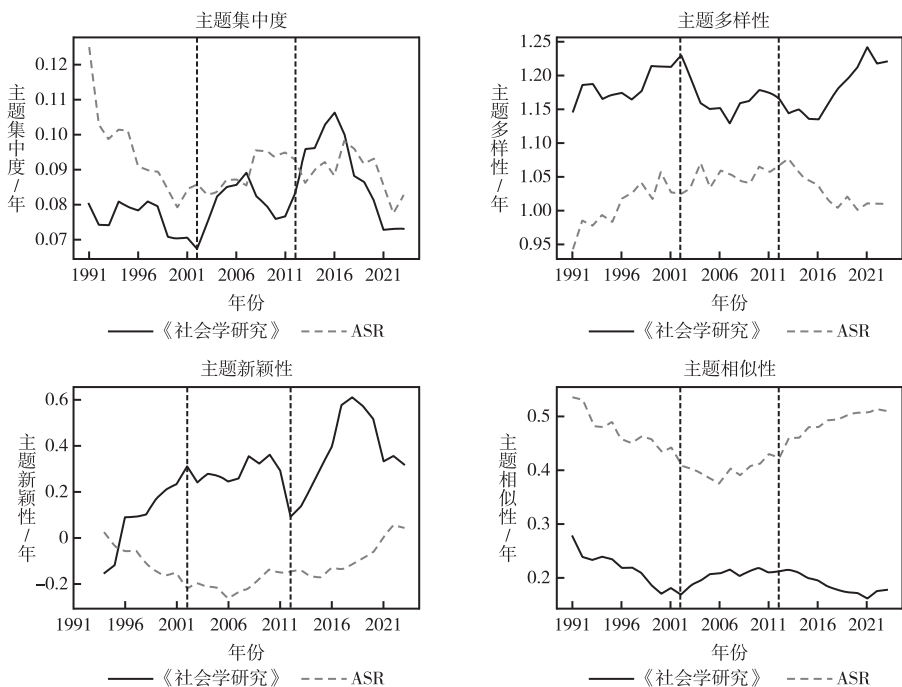 主题集中度
主题集中度/年
0.12
0.11
0.10
0.09
0.08
0.07
1991 1996 2001 2006 2011 2016 2021
年份
《社会学研究》 ASR
主题多样性
主题多样性/年
1.25
1.20
1.15
1.10
1.05
1.00
0.95
1991 1996 2001 2006 2011 2016 2021
年份
《社会学研究》 ASR
主题新颖性
主题新颖性/年
0.6
0.4
0.2
0
-0.2
1991 1996 2001 2006 2011 2016 2021
年份
《社会学研究》 ASR
主题相似性
主题相似性/年
0.5
0.4
0.3
0.2
1991 1996 2001 2006 2011 2016 2021
年份
《社会学研究》 ASR